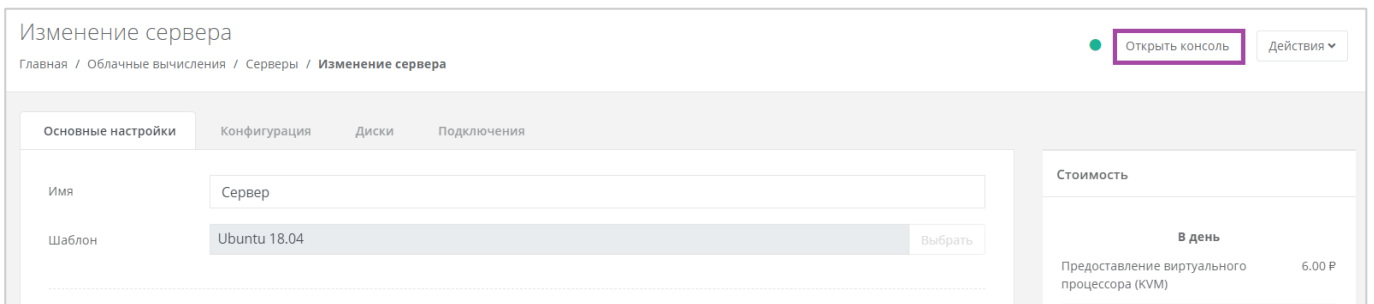 Изменение сервера
Главная / Облачные вычисления / Серверы / Изменение сервера
Открыть консоль
Действия
Основные настройки
Конфигурация
Диски
Подключения
Имя
Сервер
Шаблон
Ubuntu 18.04
Выбрать
Стоимость
В день
Предоставление виртуального процессора (KVM)
6.00 ₽